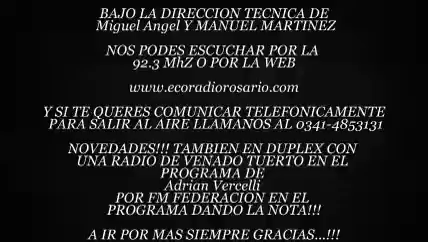 BAJO LA DIRECCION TECNICA DE
Miguel Angel Y MANUEL MARTINEZ
NOS PODES ESCUCHAR POR LA
92.3 MhZ O POR LA WEB
www.ecoradiorosario.com
Y SI TE QUERES COMUNICAR TELEFONICAMENTE
PARA SALIR AL AIRE LLAMANOS AL 0341-4853131
NOVEDADES!!! TAMBIEN EN DUPLEX CON
UNA RADIO DE VENADO TUERTO EN EL
PROGRAMA DE
Adrian Vercelli
POR FM FEDERACION EN EL
PROGRAMA DANDO LA NOTA!!!
A IR POR MAS SIEMPRE GRACIAS...!!!